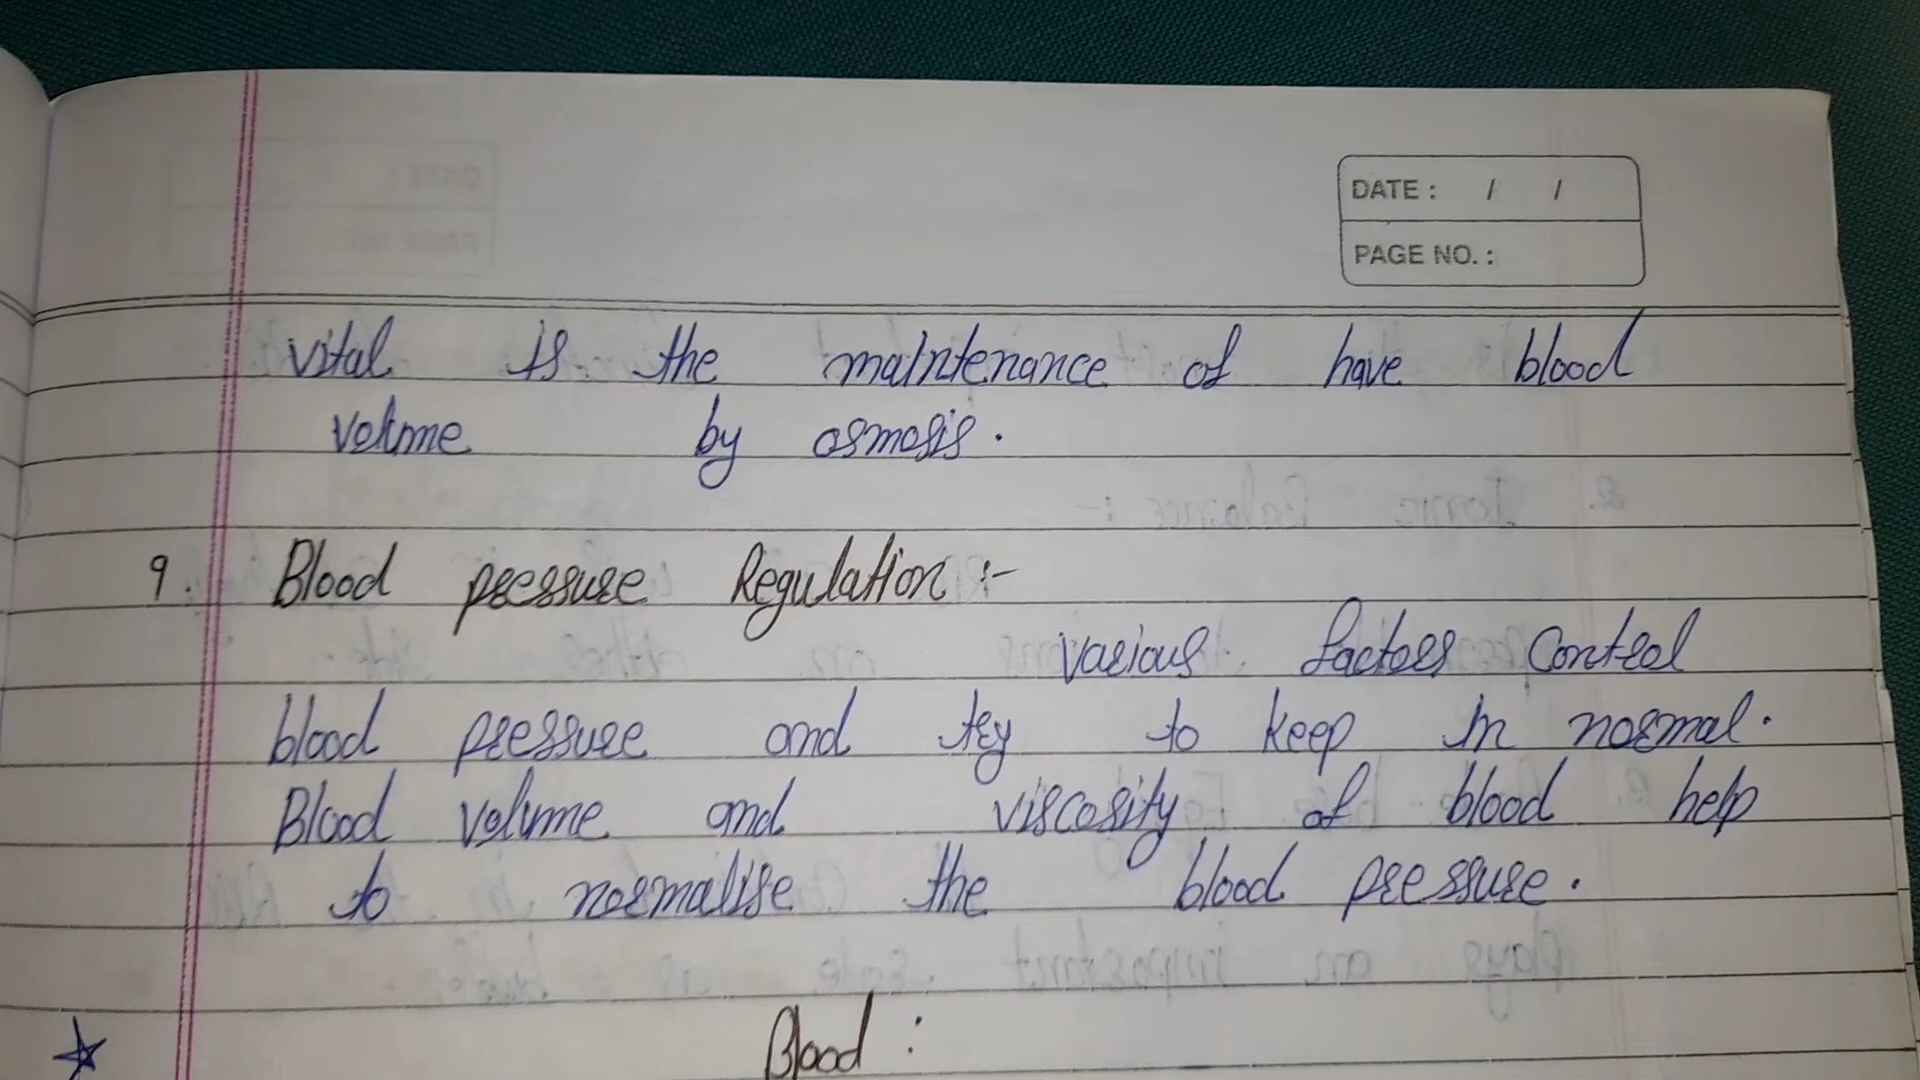 DATE : / /
PAGE NO. :
vital is the maintenance of have blood
volume by osmosis.
9. Blood pressure Regulation :-
various factors control
blood pressure and try to keep in normal.
Blood volume and viscosity of blood help
to normalise the blood pressure.
Blood :